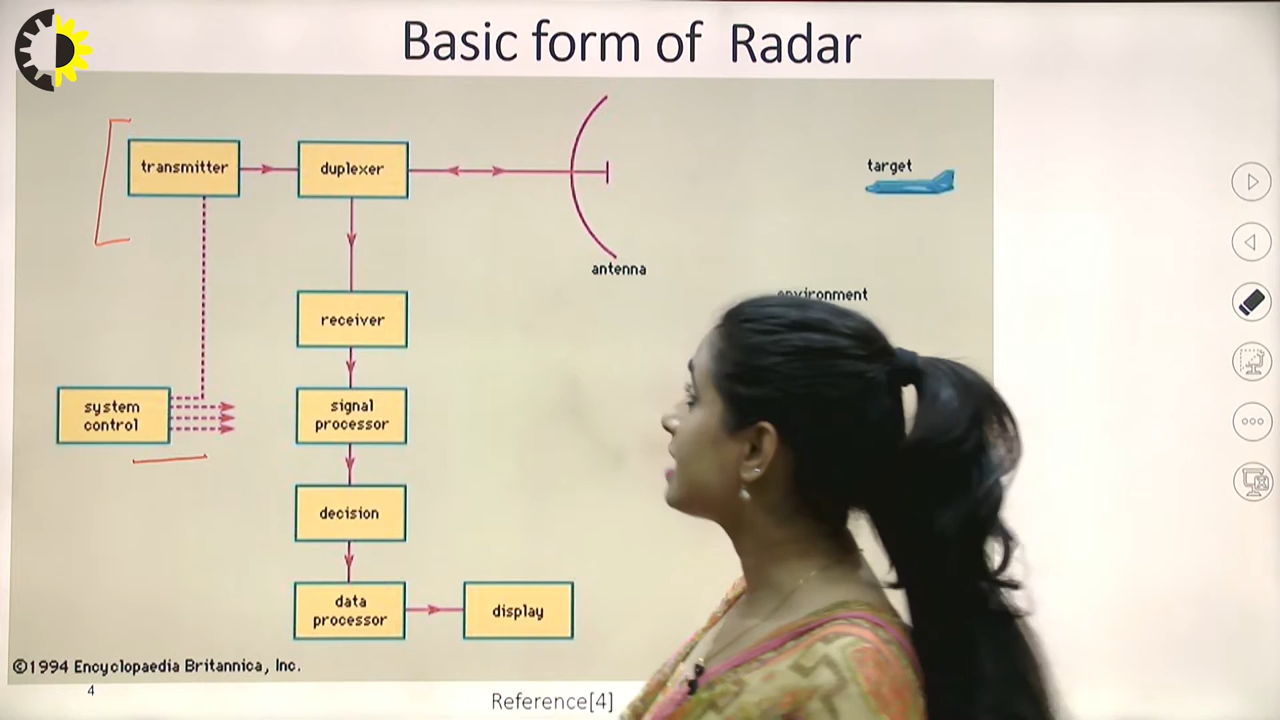 Basic form of Radar
transmitter
duplexer
target
antenna
environment
receiver
system
control
signal
processor
decision
data
processor
display
©1994 Encyclopaedia Britannica, Inc.
4
Reference[4]